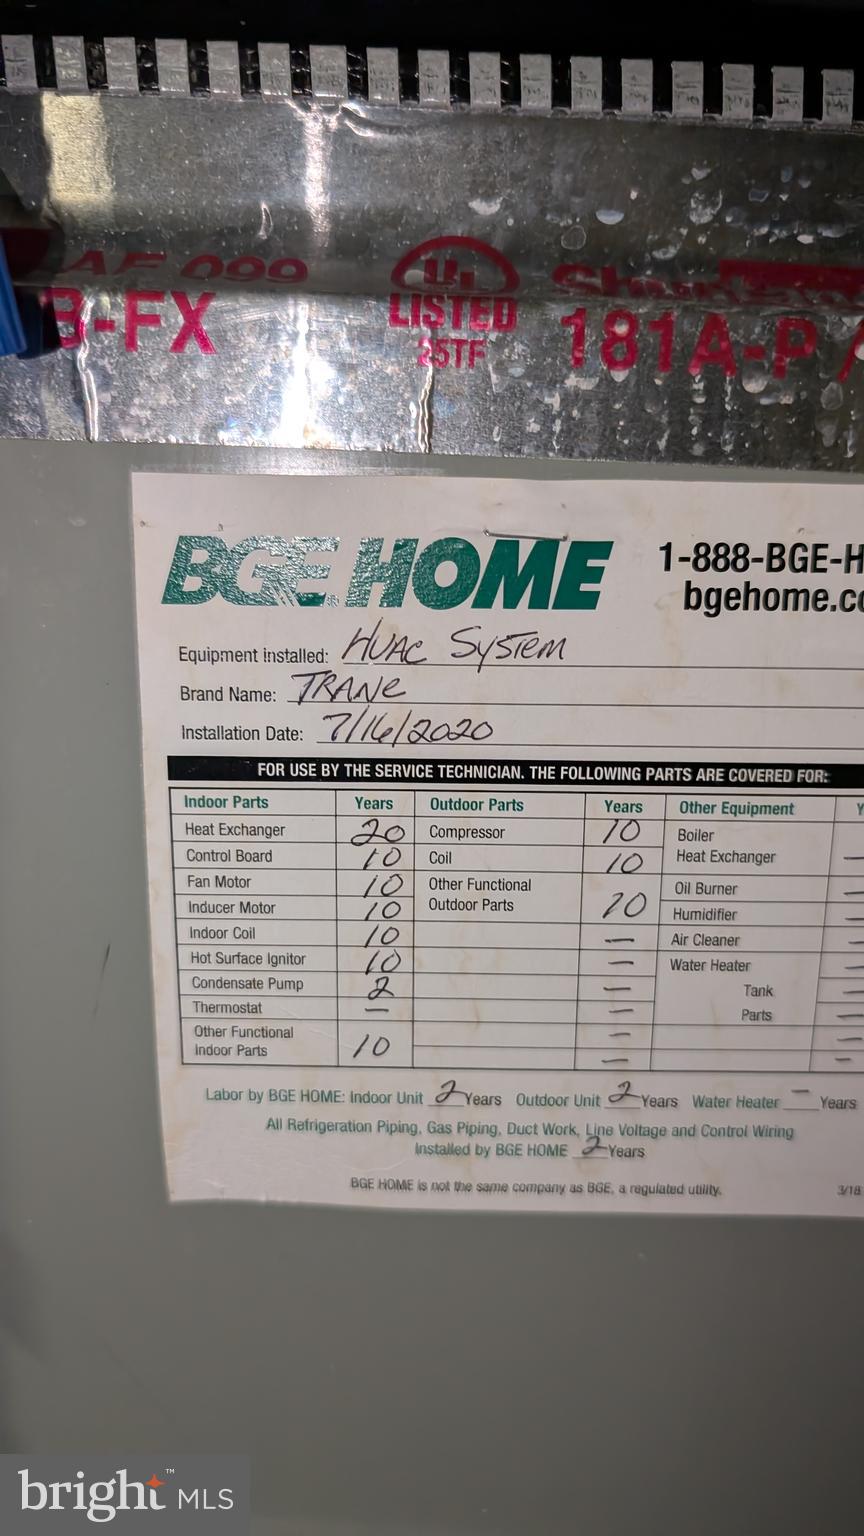 AF 099
B-FX
UL
LISTED
25TF
181A-P
BGE HOME
1-888-BGE-H
bgehome.co
Equipment installed: HVAC SYSTEM
Brand Name: TRANE
Installation Date: 7/16/2020
FOR USE BY THE SERVICE TECHNICIAN. THE FOLLOWING PARTS ARE COVERED FOR:
Indoor Parts Years Outdoor Parts Years Other Equipment Y
Heat Exchanger 20 Compressor 10 Boiler
Control Board 10 Coil 10 Heat Exchanger —
Fan Motor 10 Other Functional Oil Burner —
Inducer Motor 10 Outdoor Parts 10 Humidifier —
Indoor Coil 10 — Air Cleaner —
Hot Surface Ignitor 10 — Water Heater —
Condensate Pump 2 — Tank —
Thermostat — — Parts —
Other Functional — —
Indoor Parts 10 — —
Labor by BGE HOME: Indoor Unit 2 Years Outdoor Unit 2 Years Water Heater — Years
All Refrigeration Piping, Gas Piping, Duct Work, Line Voltage and Control Wiring
Installed by BGE HOME 2 Years
BGE HOME is not the same company as BGE, a regulated utility. 3/18
bright™ MLS